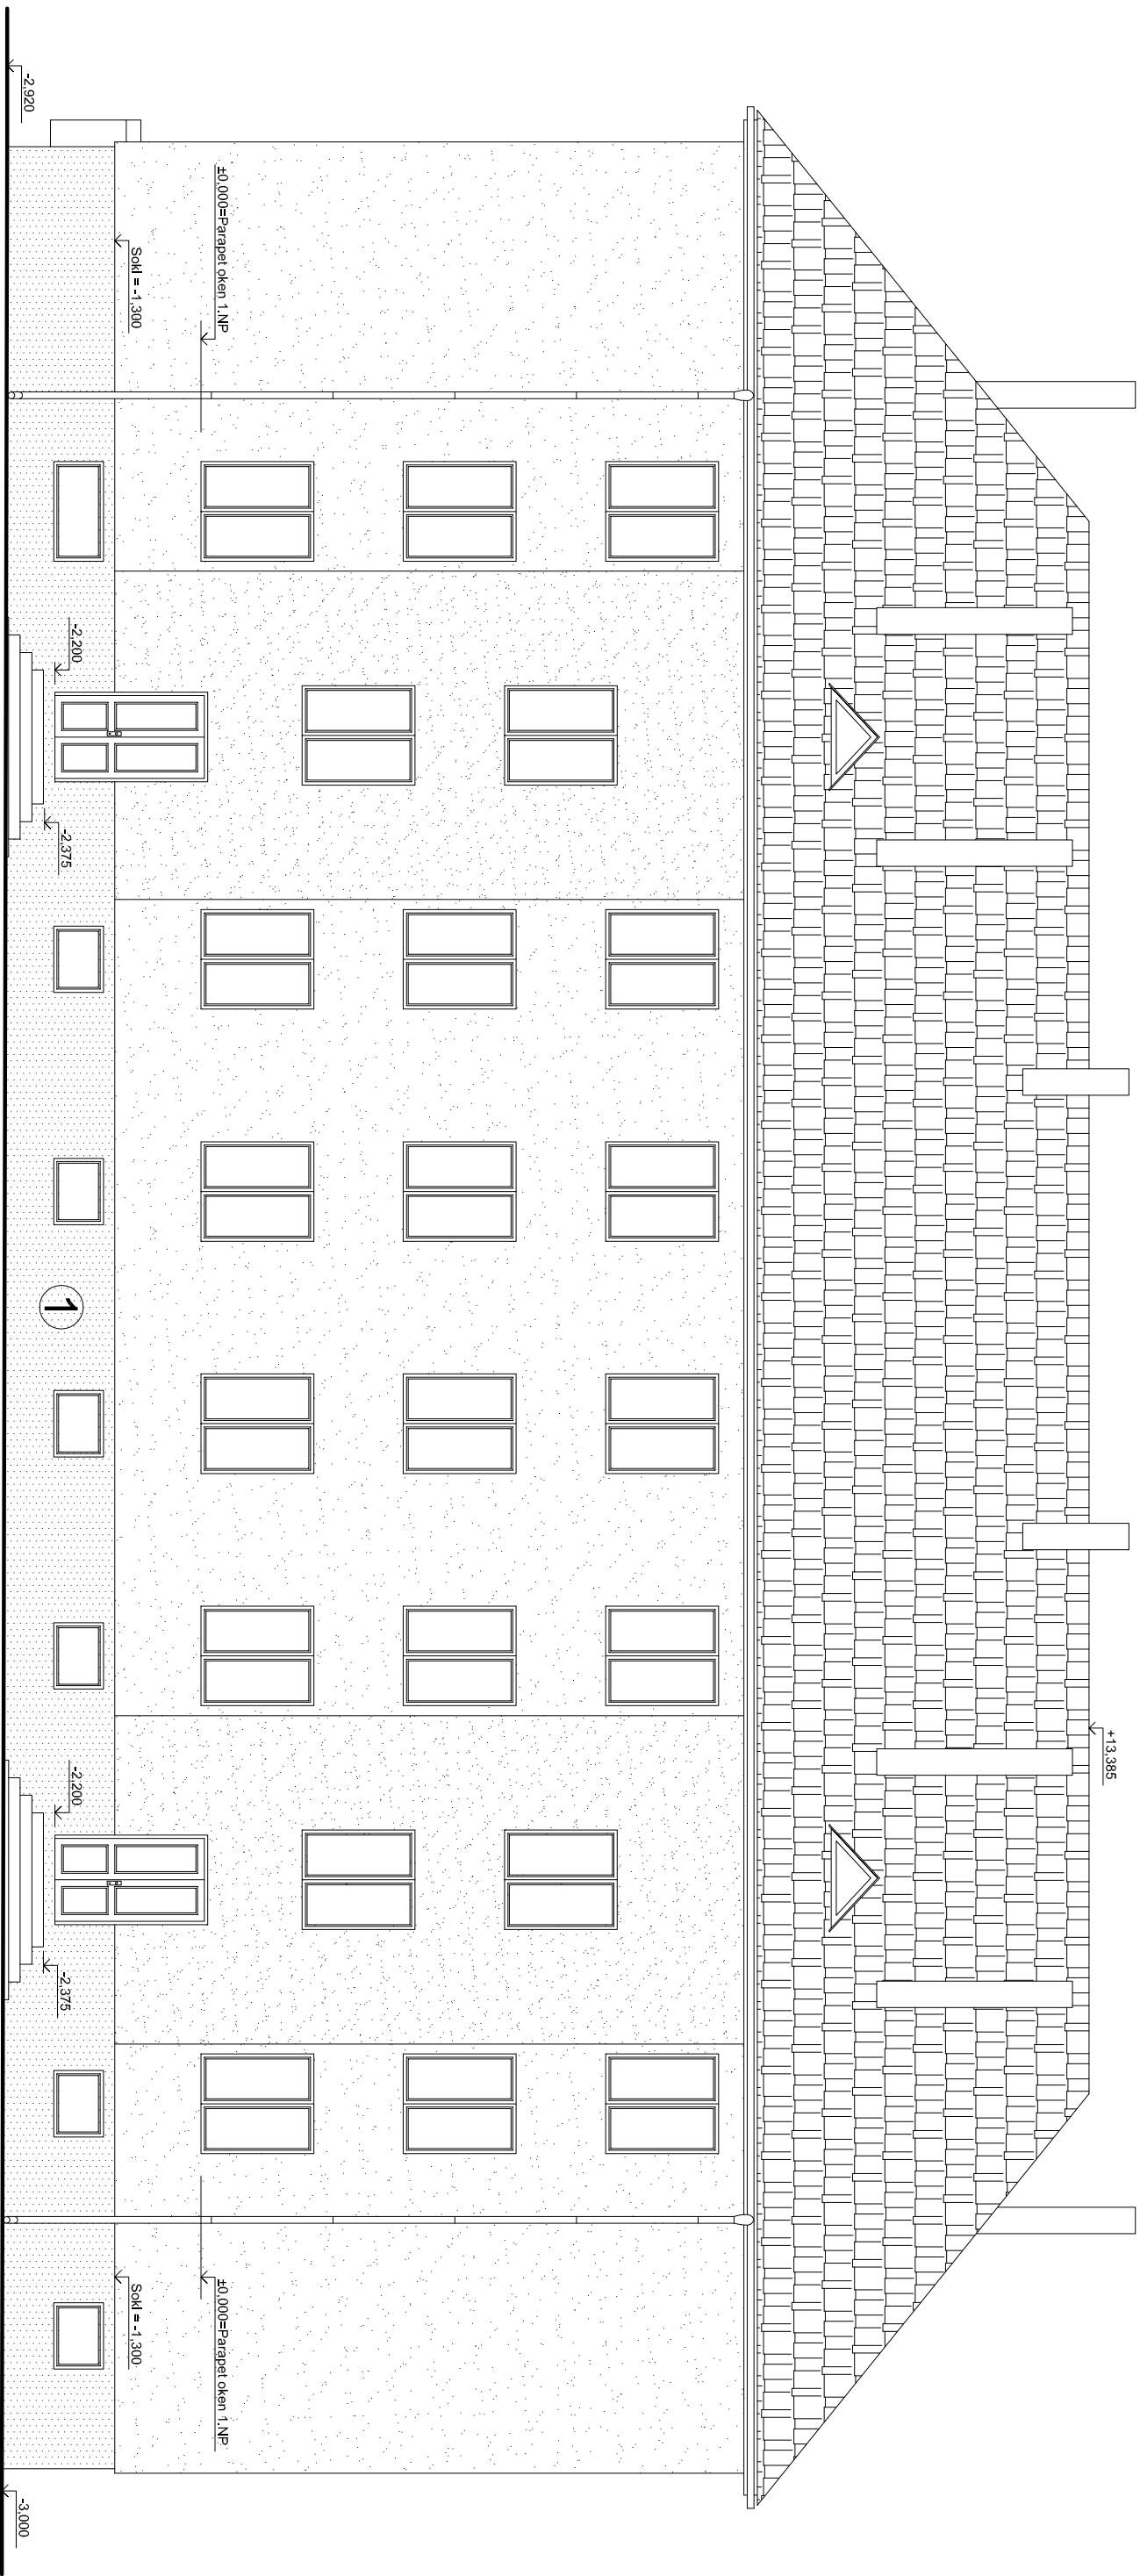 +13,385
±0,000=Parapet oken 1.NP
±0,000=Parapet oken 1.NP
Sokl = -1,300
Sokl = -1,300
-2,200
-2,200
-2,375
-2,375
1
-2,920
-3,000